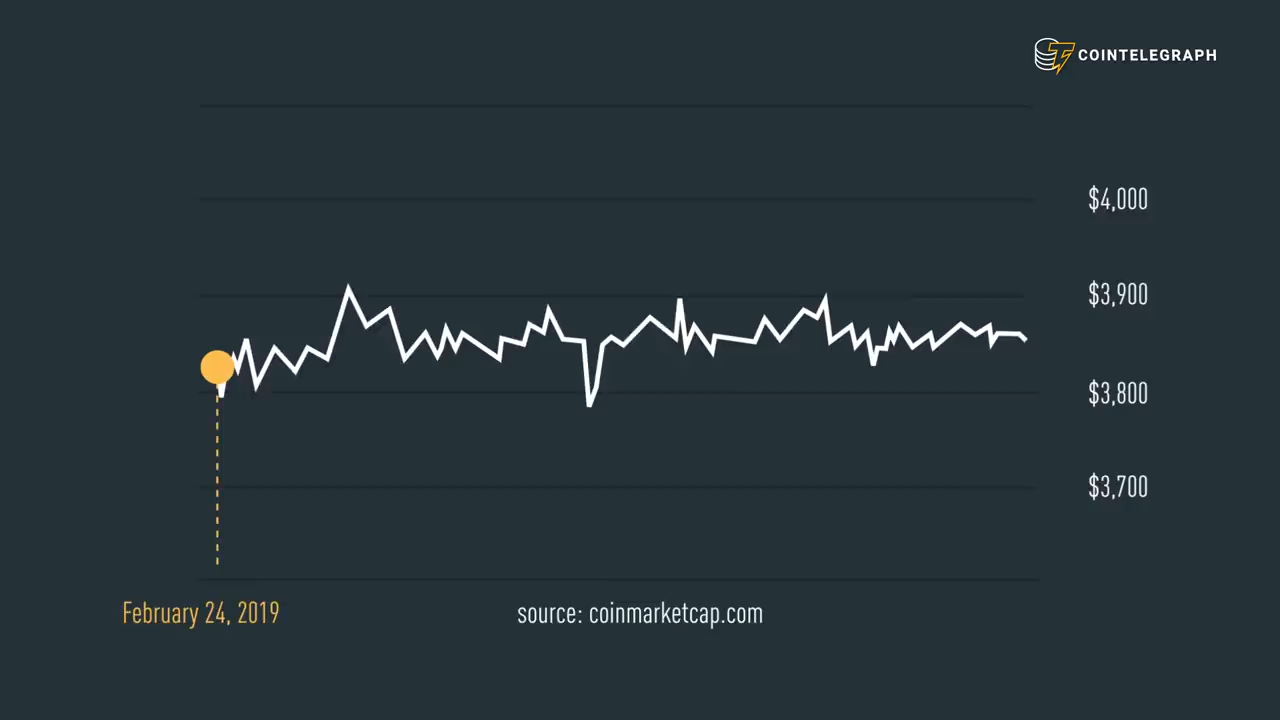 COINTELEGRAPH
$4,000
$3,900
$3,800
$3,700
February 24, 2019
source: coinmarketcap.com